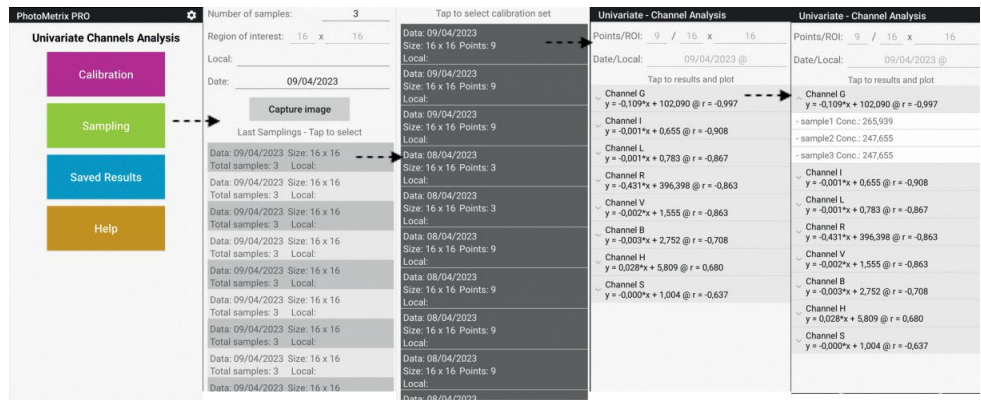 PhotoMetrix PRO
Univariate Channels Analysis
Calibration
Sampling
Saved Results
Help
Number of samples: 3
Region of interest: 16 x 16
Local:
Date: 09/04/2023
Capture image
Last Samplings - Tap to select
Data: 09/04/2023 Size: 16 x 16
Total samples: 3 Local:
Data: 09/04/2023 Size: 16 x 16
Total samples: 3 Local:
Data: 09/04/2023 Size: 16 x 16
Total samples: 3 Local:
Data: 09/04/2023 Size: 16 x 16
Total samples: 3 Local:
Data: 09/04/2023 Size: 16 x 16
Total samples: 3 Local:
Data: 09/04/2023 Size: 16 x 16
Total samples: 3 Local:
Data: 09/04/2023 Size: 16 x 16
Total samples: 3 Local:
Data: 09/04/2023 Size: 16 x 16
Total samples: 3 Local:
Data: 09/04/2023 Size: 16 x 16
Tap to select calibration set
Data: 09/04/2023
Size: 16 x 16 Points: 9
Local:
Data: 09/04/2023
Size: 16 x 16 Points: 9
Local:
Data: 09/04/2023
Size: 16 x 16 Points: 9
Local:
Data: 08/04/2023
Size: 16 x 16 Points: 3
Local:
Data: 08/04/2023
Size: 16 x 16 Points: 3
Local:
Data: 08/04/2023
Size: 16 x 16 Points: 9
Local:
Data: 08/04/2023
Size: 16 x 16 Points: 9
Local:
Data: 08/04/2023
Size: 16 x 16 Points: 9
Local:
Data: 08/04/2023
Size: 16 x 16 Points: 9
Local:
Data: 08/04/2023
Univariate - Channel Analysis
Points/ROI: 9 / 16 x 16
Date/Local: 09/04/2023 @
Tap to results and plot
Channel G
y = -0,109*x + 102,090 @ r = -0,997
Channel I
y = -0,001*x + 0,655 @ r = -0,908
Channel L
y = -0,001*x + 0,783 @ r = -0,867
Channel R
y = -0,431*x + 396,398 @ r = -0,863
Channel V
y = -0,002*x + 1,555 @ r = -0,863
Channel B
y = -0,003*x + 2,752 @ r = -0,708
Channel H
y = 0,028*x + 5,809 @ r = 0,680
Channel S
y = -0,000*x + 1,004 @ r = -0,637
Univariate - Channel Analysis
Points/ROI: 9 / 16 x 16
Date/Local: 09/04/2023 @
Tap to results and plot
Channel G
y = -0,109*x + 102,090 @ r = -0,997
- sample1 Conc.: 265,939
- sample2 Conc.: 247,655
- sample3 Conc.: 247,655
Channel I
y = -0,001*x + 0,655 @ r = -0,908
Channel L
y = -0,001*x + 0,783 @ r = -0,867
Channel R
y = -0,431*x + 396,398 @ r = -0,863
Channel V
y = -0,002*x + 1,555 @ r = -0,863
Channel B
y = -0,003*x + 2,752 @ r = -0,708
Channel H
y = 0,028*x + 5,809 @ r = 0,680
Channel S
y = -0,000*x + 1,004 @ r = -0,637